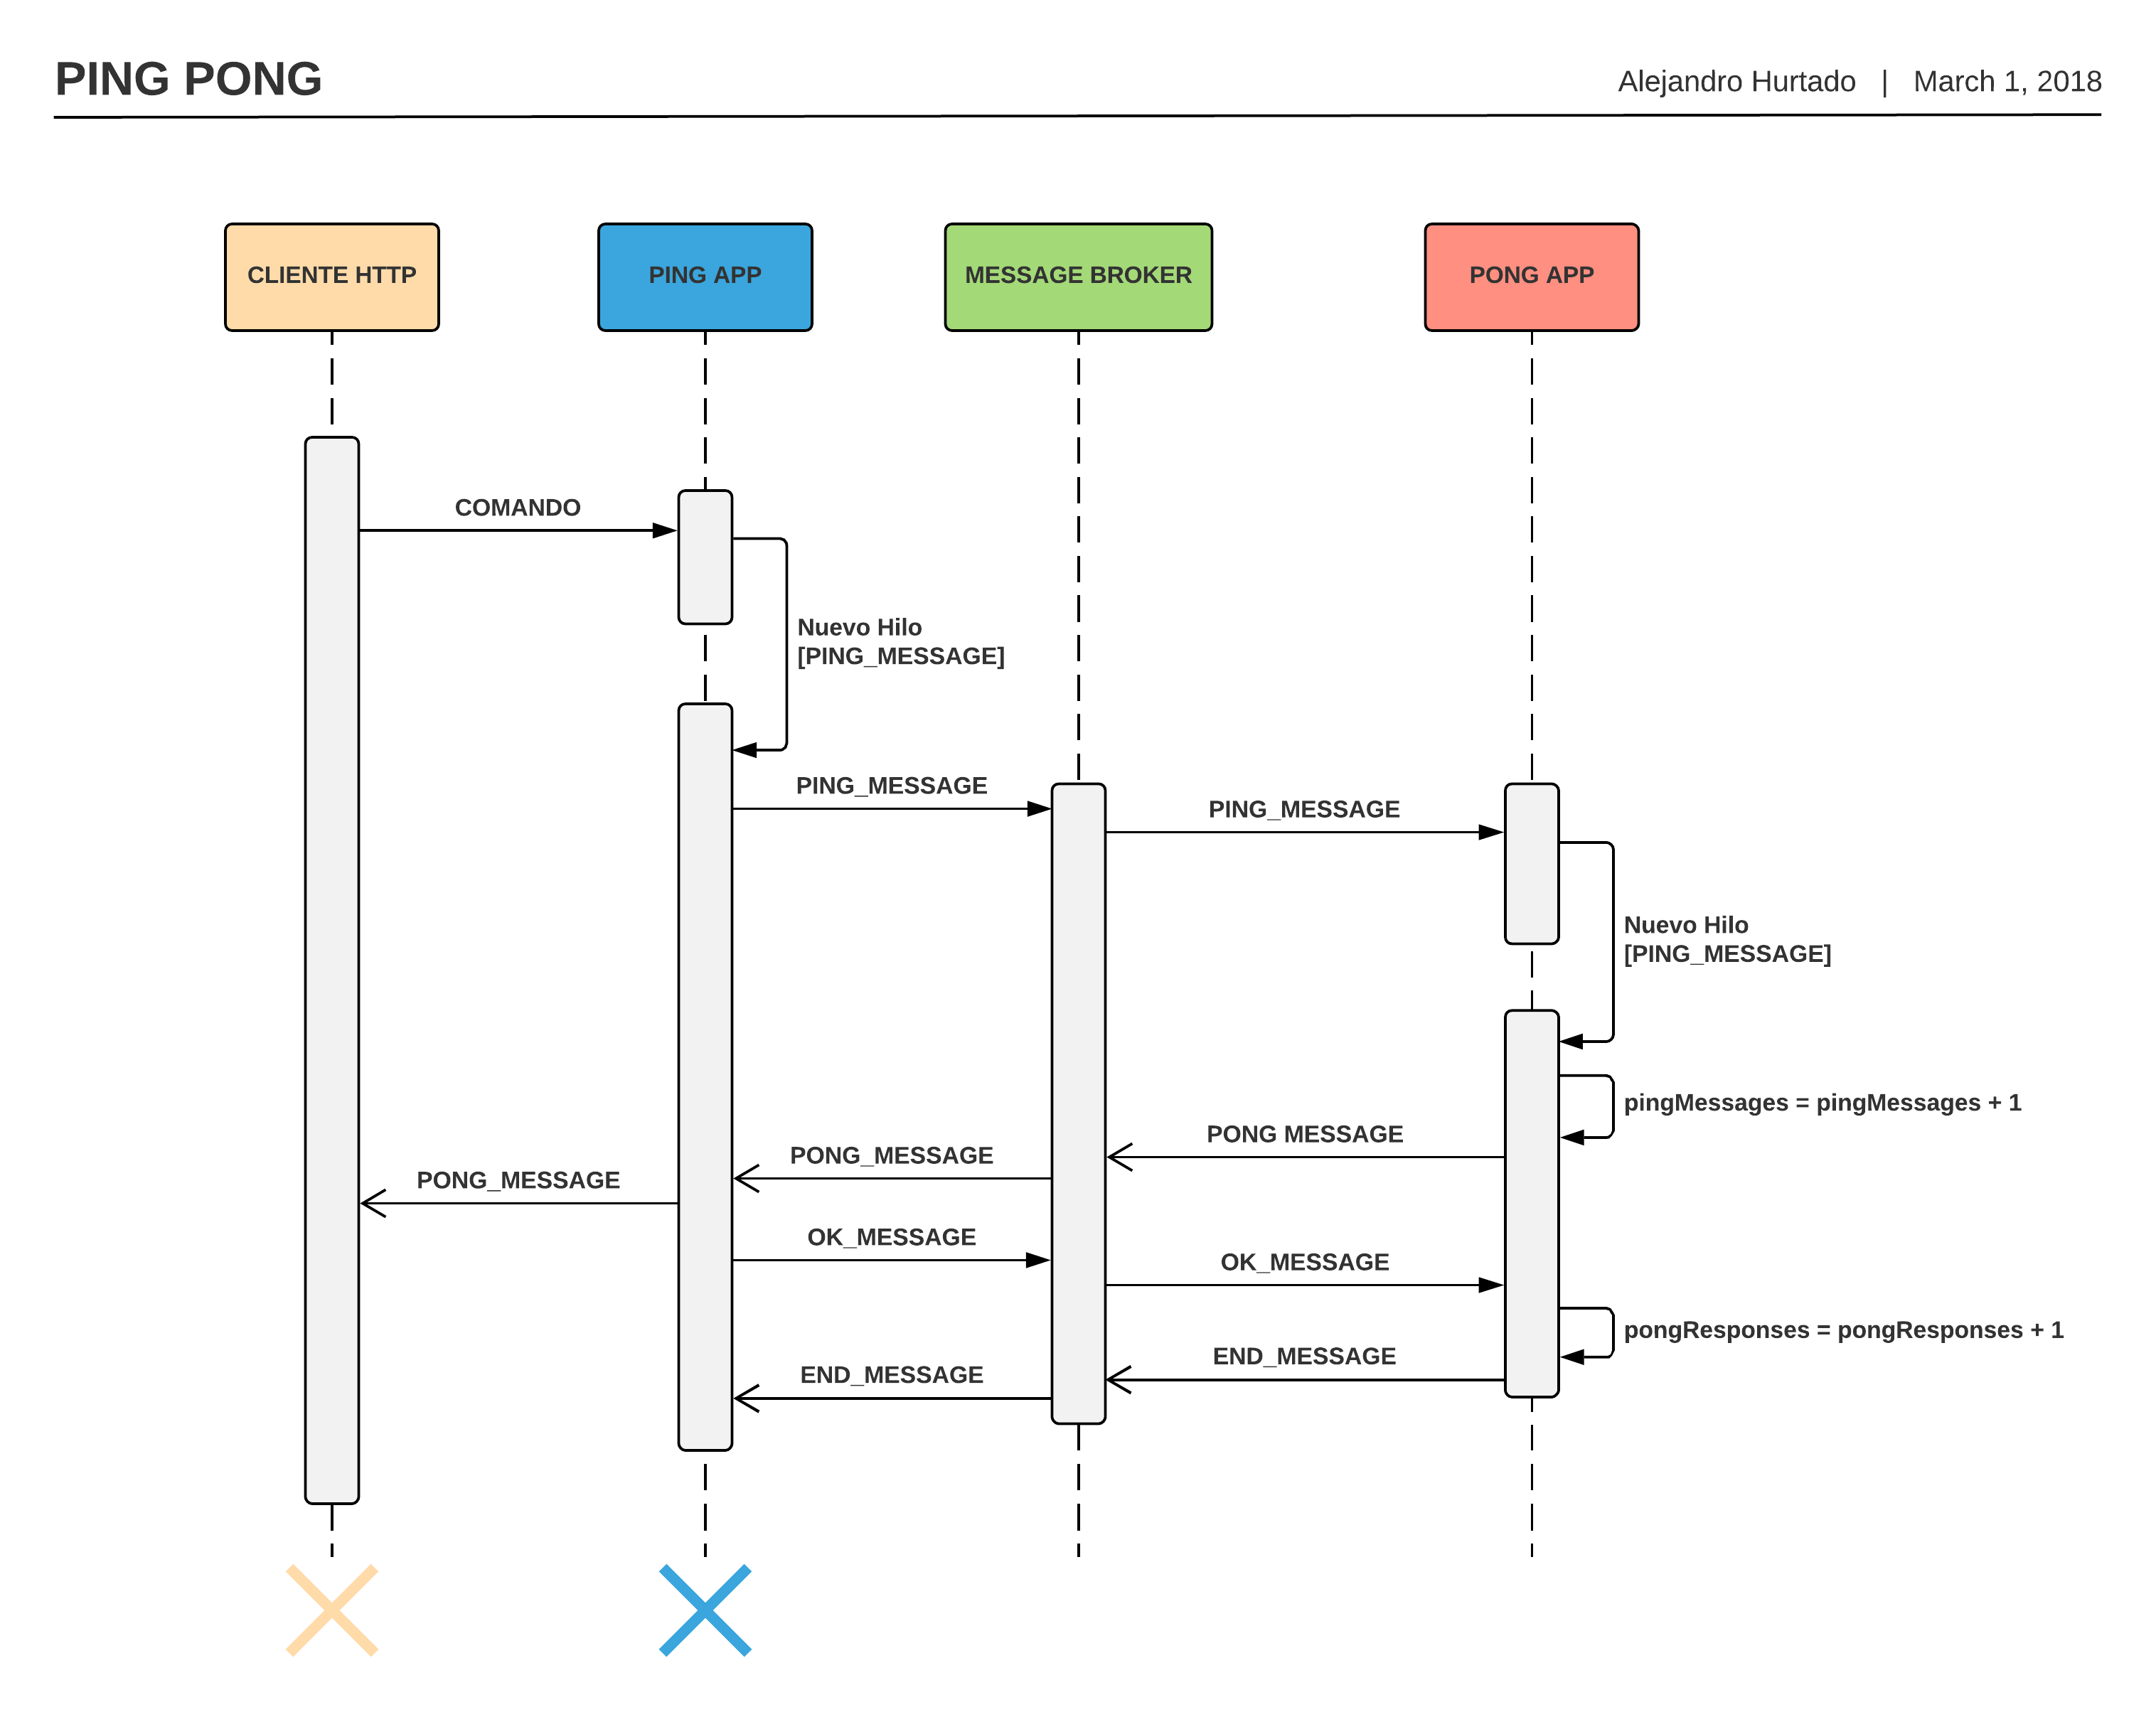 PING PONG
Alejandro Hurtado | March 1, 2018
CLIENTE HTTP
PING APP
MESSAGE BROKER
PONG APP
COMANDO
Nuevo Hilo
[PING_MESSAGE]
PING_MESSAGE
PING_MESSAGE
Nuevo Hilo
[PING_MESSAGE]
pingMessages = pingMessages + 1
PONG MESSAGE
PONG_MESSAGE
PONG_MESSAGE
OK_MESSAGE
OK_MESSAGE
pongResponses = pongResponses + 1
END_MESSAGE
END_MESSAGE